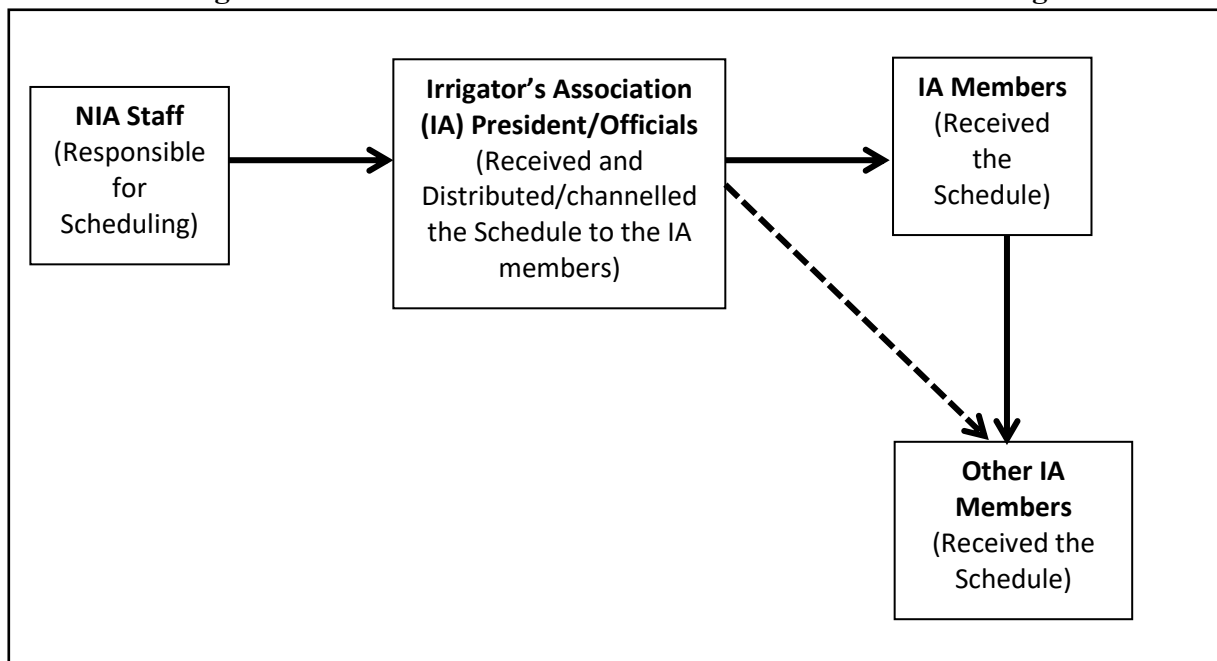 NIA Staff
(Responsible
for
Scheduling)
Irrigator’s Association
(IA) President/Officials
(Received and
Distributed/channelled
the Schedule to the IA
members)
IA Members
(Received
the
Schedule)
Other IA
Members
(Received the
Schedule)